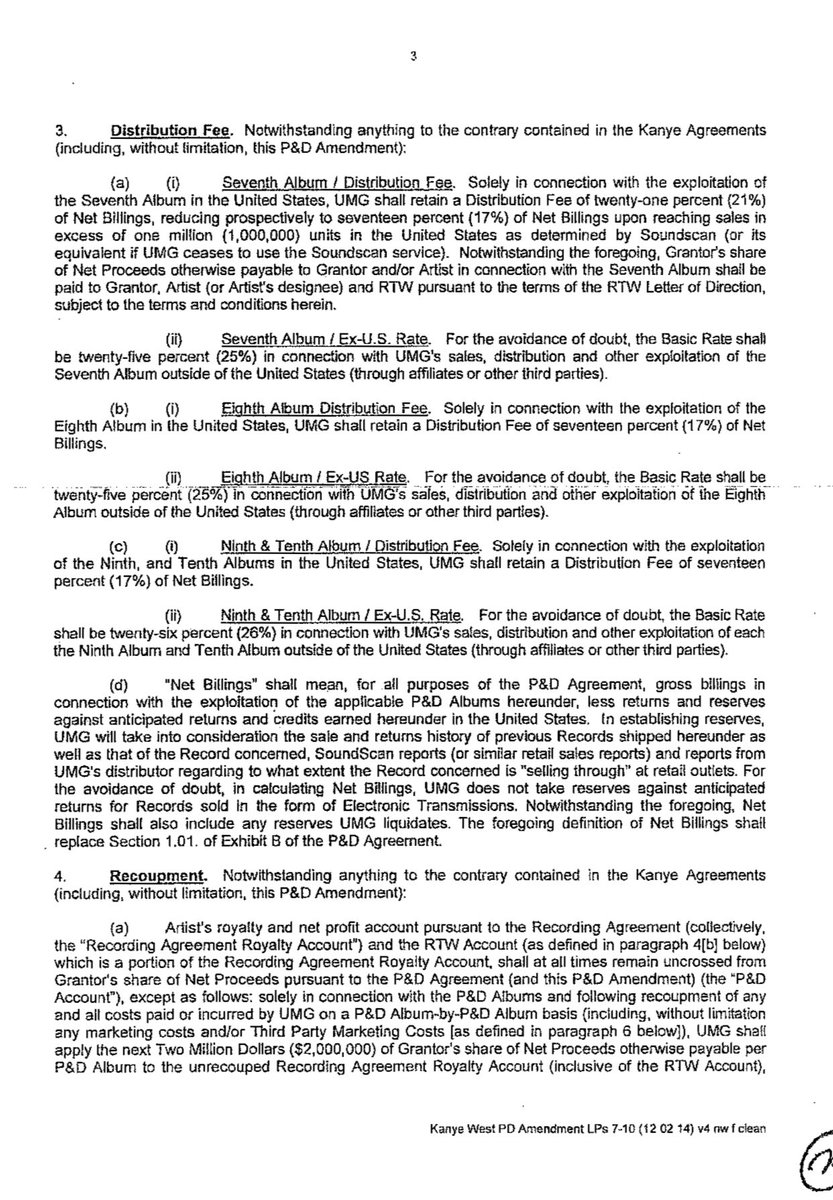 3
3. Distribution Fee. Notwithstanding anything to the contrary contained in the Kanye Agreements
(including, without limitation, this P&D Amendment):
(a) (i) Seventh Album / Distribution Fee. Solely in connection with the exploitation of
the Seventh Album in the United States, UMG shall retain a Distribution Fee of twenty-one percent (21%)
of Net Billings, reducing prospectively to seventeen percent (17%) of Net Billings upon reaching sales in
excess of one million (1,000,000) units in the United States as determined by Soundscan (or its
equivalent if UMG ceases to use the Soundscan service). Notwithstanding the foregoing, Grantor's share
of Net Proceeds otherwise payable to Grantor and/or Artist in connection with the Seventh Album shall be
paid to Grantor, Artist (or Artist's designee) and RTW pursuant to the terms of the RTW Letter of Direction,
subject to the terms and conditions herein.
(ii) Seventh Album / Ex-U.S. Rate. For the avoidance of doubt, the Basic Rate shall
be twenty-five percent (25%) in connection with UMG's sales, distribution and other exploitation of the
Seventh Album outside of the United States (through affiliates or other third parties).
(b) (i) Eighth Album Distribution Fee. Solely in connection with the exploitation of the
Eighth Album in the United States, UMG shall retain a Distribution Fee of seventeen percent (17%) of Net
Billings.
(ii) Eighth Album / Ex-US Rate. For the avoidance of doubt, the Basic Rate shall be
twenty-five percent (25%) in connection with UMG's sales, distribution and other exploitation of the Eighth
Album outside of the United States (through affiliates or other third parties).
(c) (i) Ninth & Tenth Album / Distribution Fee. Solely in connection with the exploitation
of the Ninth, and Tenth Albums in the United States, UMG shall retain a Distribution Fee of seventeen
percent (17%) of Net Billings.
(ii) Ninth & Tenth Album / Ex-U.S. Rate. For the avoidance of doubt, the Basic Rate
shall be twenty-six percent (26%) in connection with UMG's sales, distribution and other exploitation of each
the Ninth Album and Tenth Album outside of the United States (through affiliates or other third parties).
(d) "Net Billings" shall mean, for all purposes of the P&D Agreement, gross billings in
connection with the exploitation of the applicable P&D Albums hereunder, less returns and reserves
against anticipated returns and credits earned hereunder in the United States. In establishing reserves,
UMG will take into consideration the sale and returns history of previous Records shipped hereunder as
well as that of the Record concerned, SoundScan reports (or similar retail sales reports) and reports from
UMG's distributor regarding to what extent the Record concerned is "selling through" at retail outlets. For
the avoidance of doubt, in calculating Net Billings, UMG does not take reserves against anticipated
returns for Records sold in the form of Electronic Transmissions. Notwithstanding the foregoing, Net
Billings shall also include any reserves UMG liquidates. The foregoing definition of Net Billings shall
replace Section 1.01. of Exhibit B of the P&D Agreement.
4. Recoupment. Notwithstanding anything to the contrary contained in the Kanye Agreements
(including, without limitation, this P&D Amendment):
(a) Artist's royalty and net profit account pursuant to the Recording Agreement (collectively,
the "Recording Agreement Royalty Account") and the RTW Account (as defined in paragraph 4[b] below)
which is a portion of the Recording Agreement Royalty Account, shall at all times remain uncrossed from
Grantor's share of Net Proceeds pursuant to the P&D Agreement (and this P&D Amendment) (the "P&D
Account"), except as follows: solely in connection with the P&D Albums and following recoupment of any
and all costs paid or incurred by UMG on a P&D Album-by-P&D Album basis (including, without limitation
any marketing costs and/or Third Party Marketing Costs [as defined in paragraph 6 below]), UMG shall
apply the next Two Million Dollars ($2,000,000) of Grantor's share of Net Proceeds otherwise payable per
P&D Album to the unrecouped Recording Agreement Royalty Account (inclusive of the RTW Account),
Kanye West PD Amendment LPs 7-10 (12 02 14) v4 nw f clean